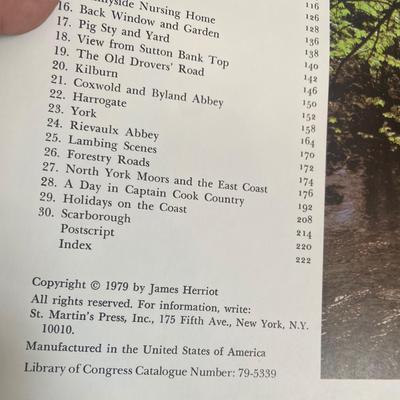 116
126
128
nyside Nursing Home 136
16. Back Window and Garden 138
17. Pig Sty and Yard 140
18. View from Sutton Bank Top 142
19. The Old Drovers' Road 146
20. Kilburn 150
21. Coxwold and Byland Abbey 152
22. Harrogate 158
23. York 164
24. Rievaulx Abbey 170
25. Lambing Scenes 172
26. Forestry Roads 174
27. North York Moors and the East Coast 176
28. A Day in Captain Cook Country 192
29. Holidays on the Coast 208
30. Scarborough 214
Postscript 220
Index 222
Copyright © 1979 by James Herriot
All rights reserved. For information, write:
St. Martin's Press, Inc., 175 Fifth Ave., New York, N.Y.
10010.
Manufactured in the United States of America
Library of Congress Catalogue Number: 79-5339